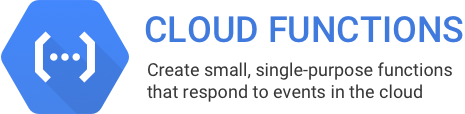 CLOUD FUNCTIONS
Create small, single-purpose functions
that respond to events in the cloud